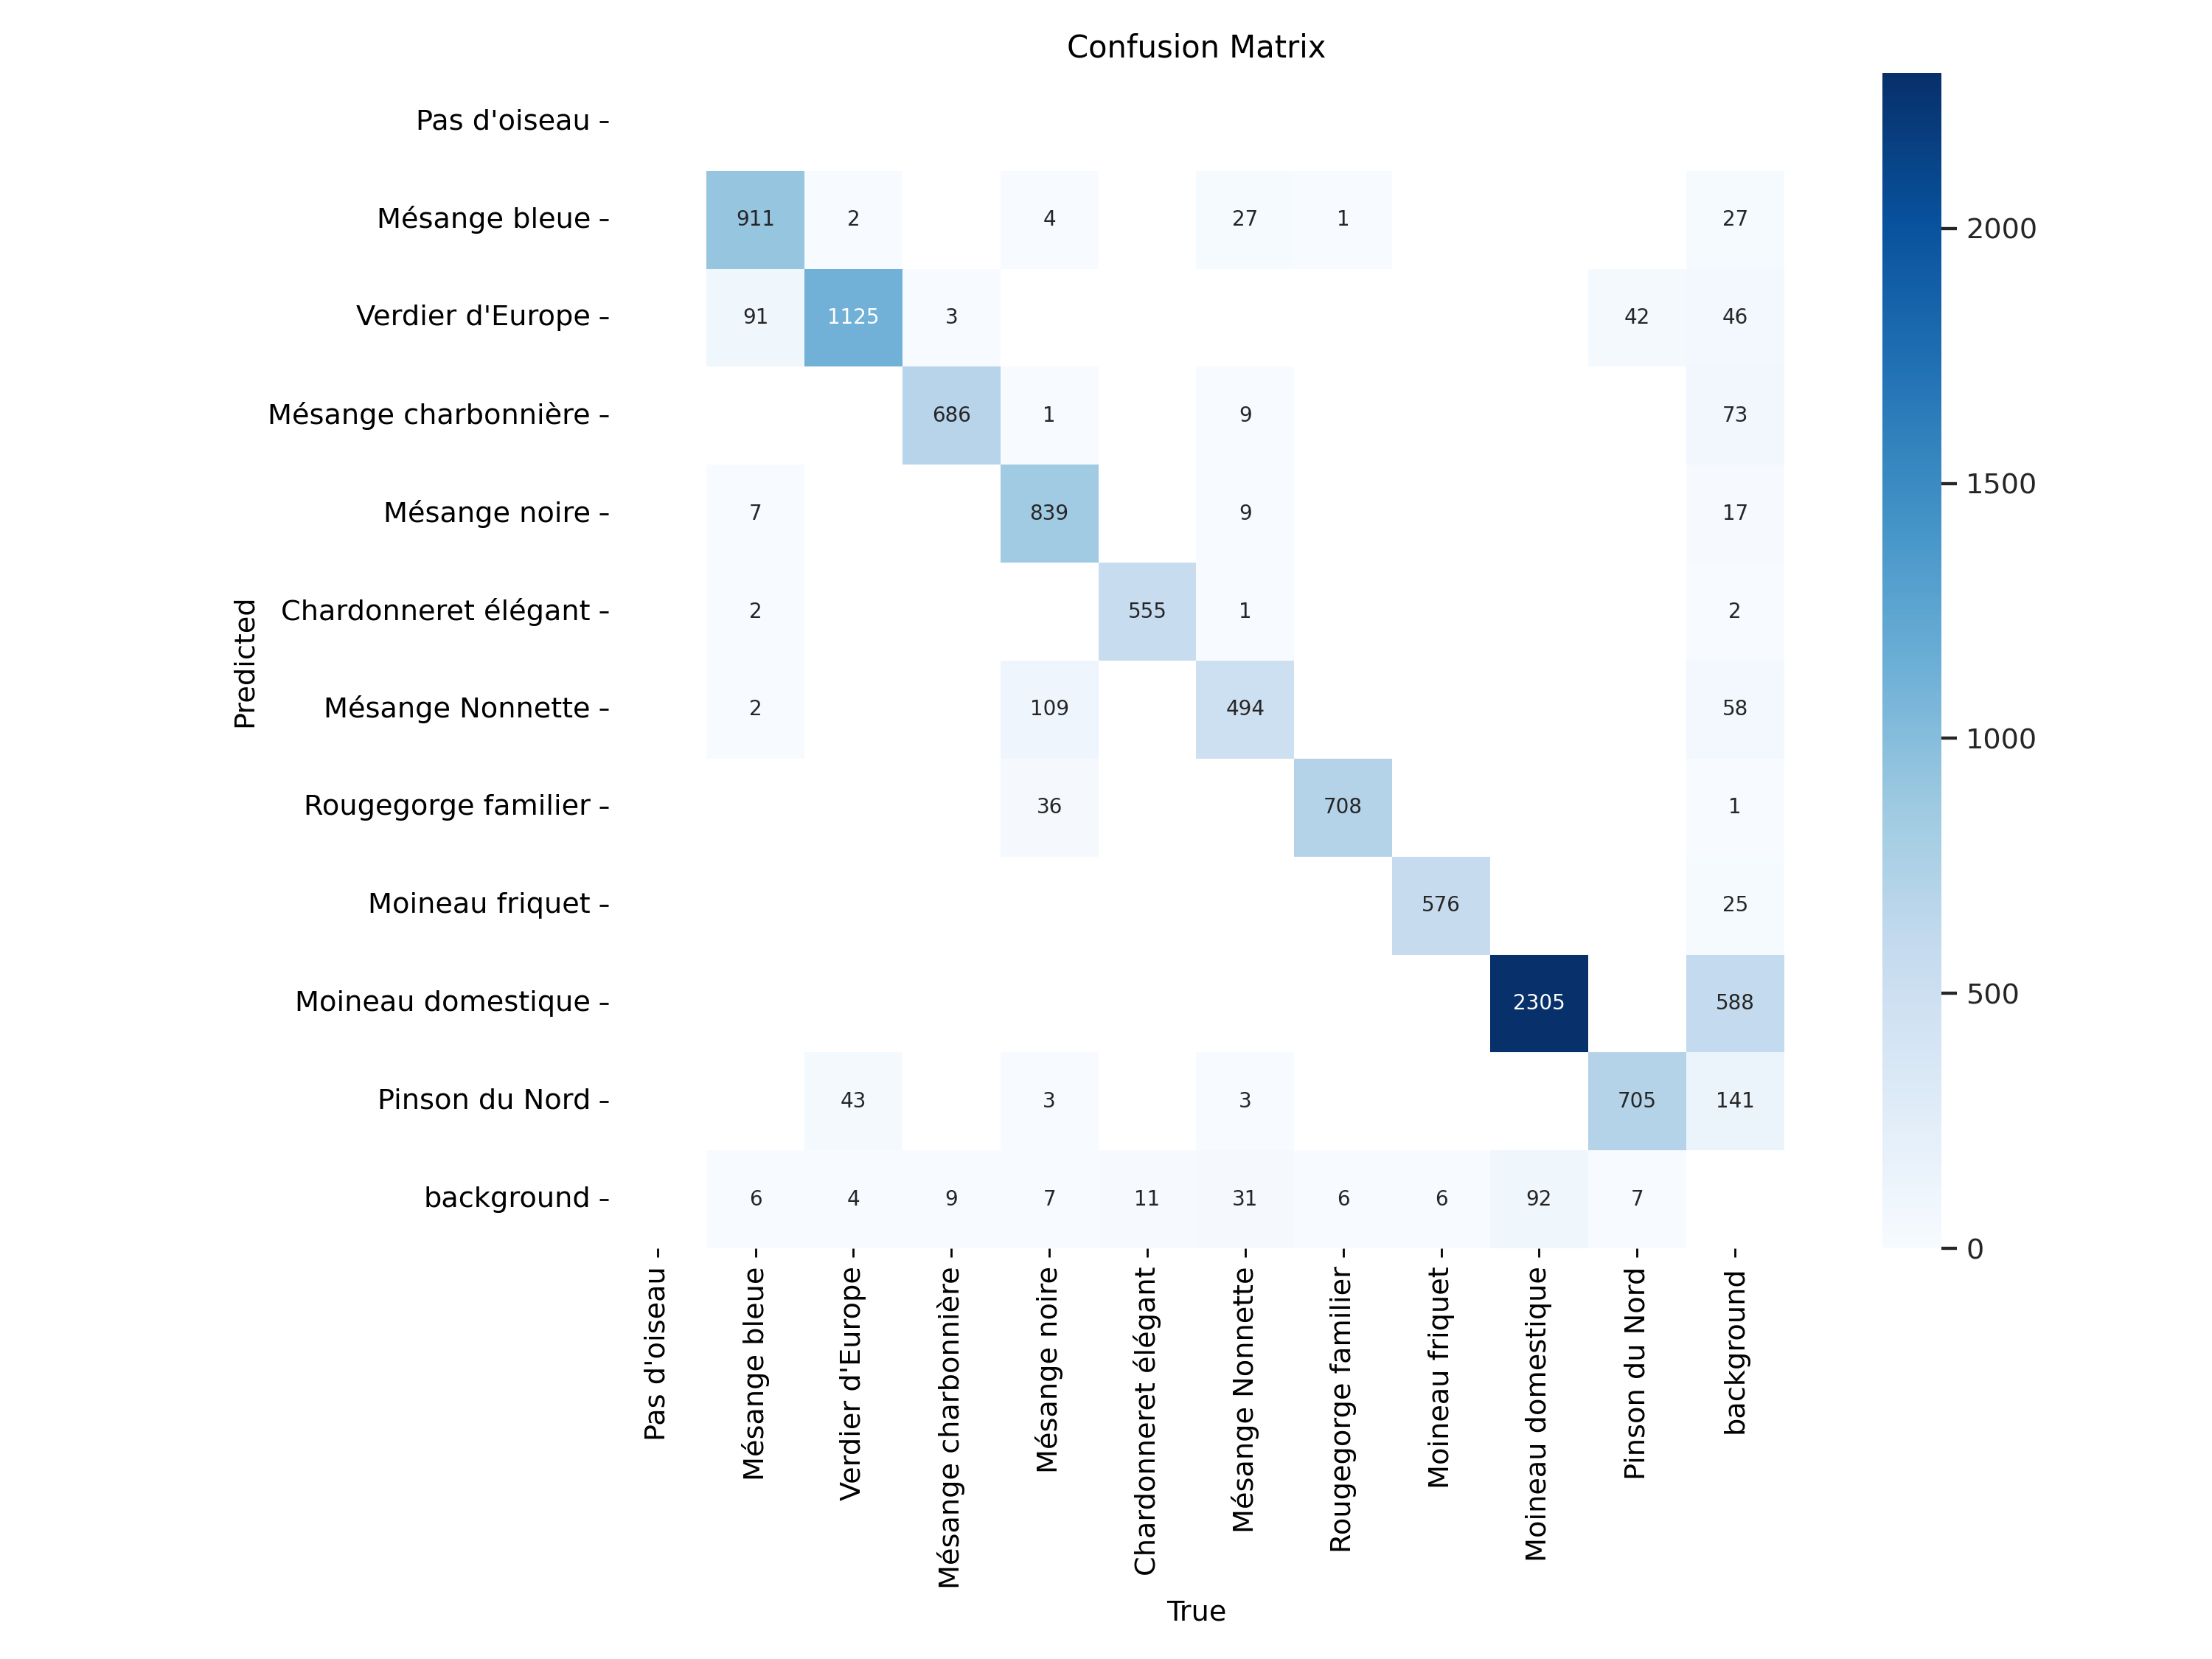 Confusion Matrix
Pas d'oiseau
Mésange bleue 911 2 4 27 1 27
Verdier d'Europe 91 1125 3 42 46
Mésange charbonnière 686 1 9 73
Mésange noire 7 839 9 17
Chardonneret élégant 2 555 1 2
Mésange Nonnette 2 109 494 58
Rougegorge familier 36 708 1
Moineau friquet 576 25
Moineau domestique 2305 588
Pinson du Nord 43 3 3 705 141
background 6 4 9 7 11 31 6 6 92 7
Predicted
Pas d'oiseau
Mésange bleue
Verdier d'Europe
Mésange charbonnière
Mésange noire
Chardonneret élégant
Mésange Nonnette
Rougegorge familier
Moineau friquet
Moineau domestique
Pinson du Nord
background
True
2000
1500
1000
500
0